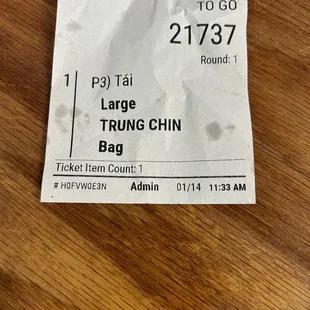 TO GO
21737
Round: 1
1 P3) Tái
Large
TRUNG CHIN
Bag
Ticket Item Count: 1
# H0FVW0E3N Admin 01/14 11:33 AM